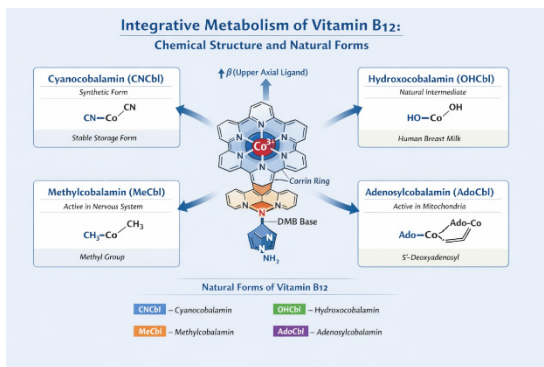 Integrative Metabolism of Vitamin B12:
Chemical Structure and Natural Forms
β (Upper Axial Ligand)
Cyanocobalamin (CNCbl)
Synthetic Form
CN
CN—Co
Stable Storage Form
Hydroxocobalamin (OHCbl)
Natural Intermediate
OH
HO—Co
Human Breast Milk
N N
Co3+
N N
Corrin Ring
Methylcobalamin (MeCbl)
Active in Nervous System
CH3
CH3—Co
Methyl Group
N N
N
DMB Base
NH2
Adenosylcobalamin (AdoCbl)
Active in Mitochondria
Ado-Co
Ado—Co
5'-Deoxyadenosyl
Natural Forms of Vitamin B12
CNCbl – Cyanocobalamin
OHCbl – Hydroxocobalamin
MeCbl – Methylcobalamin
AdoCbl – Adenosylcobalamin